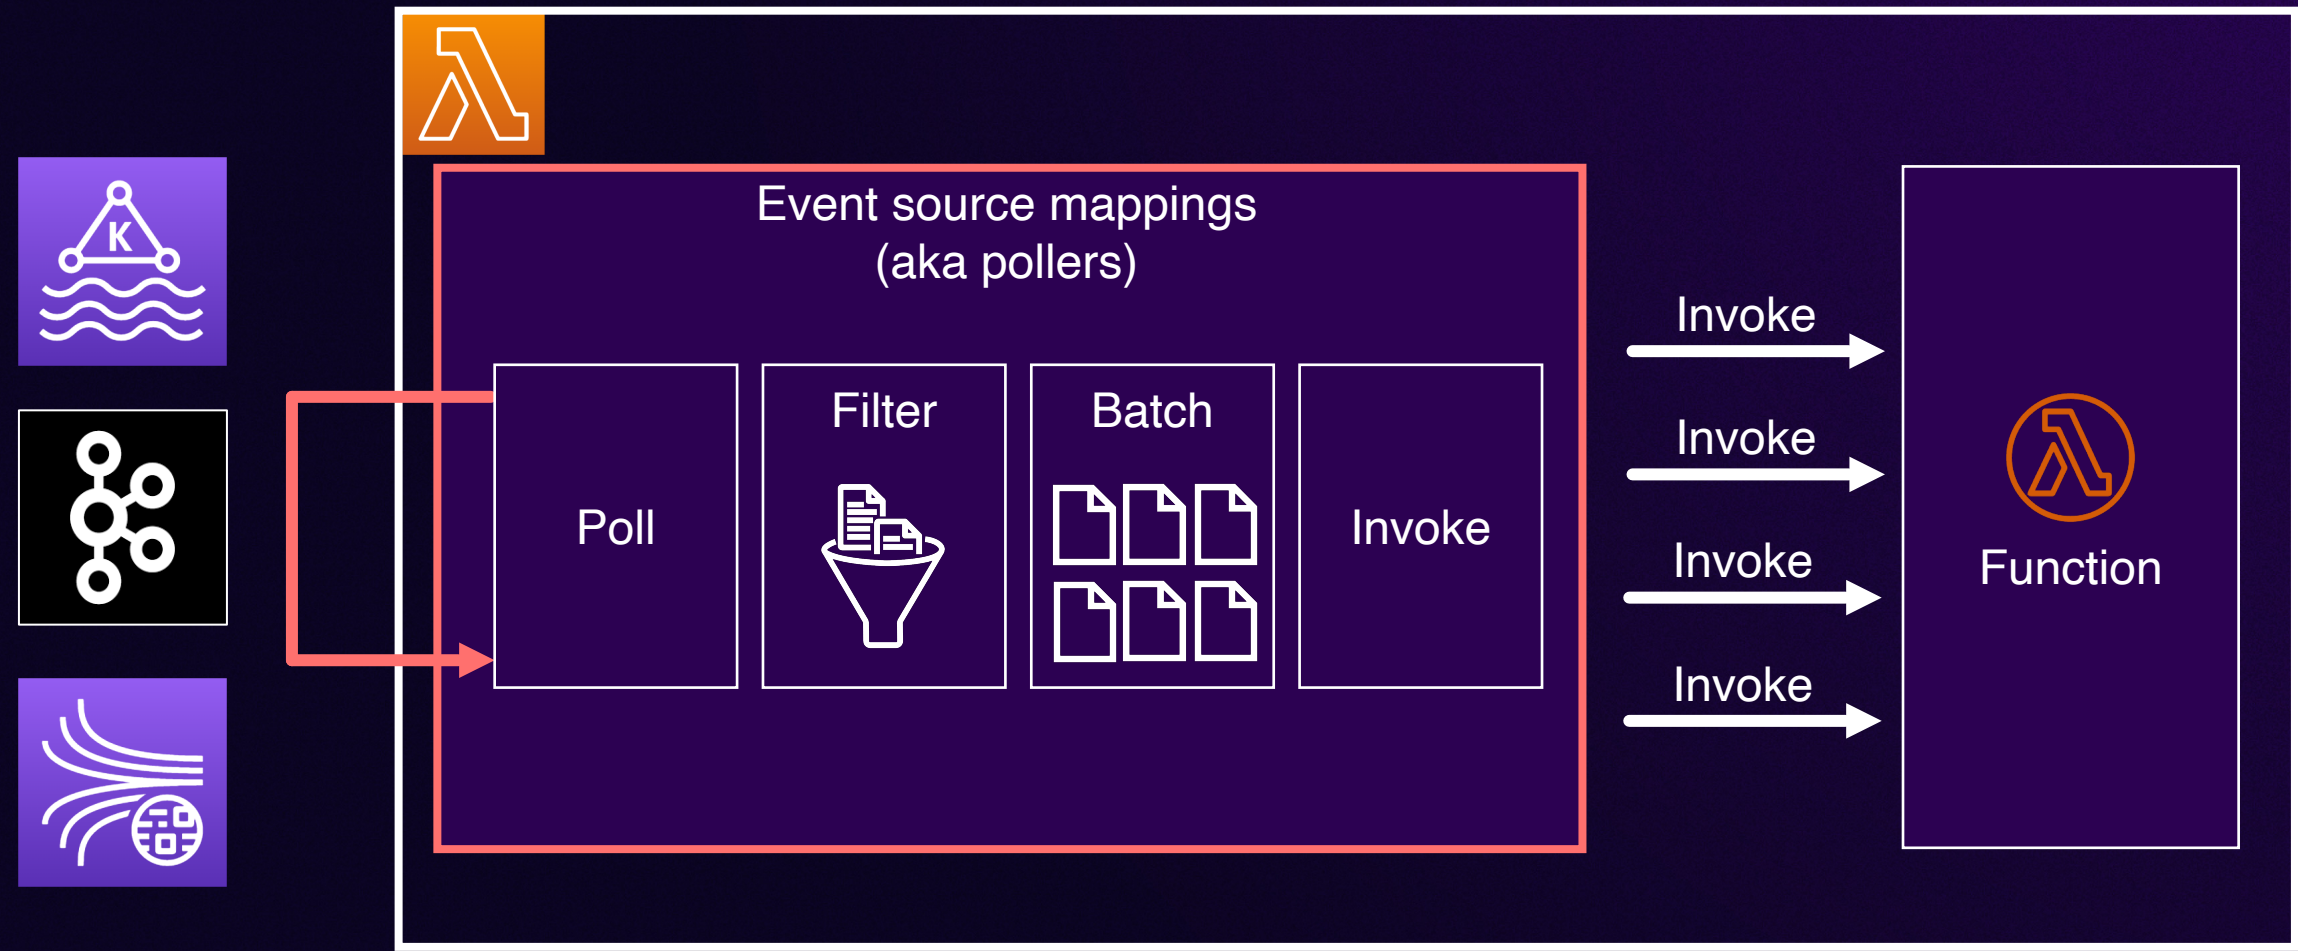 K
Event source mappings
(aka pollers)
Poll
Filter
Batch
Invoke
Invoke
Invoke
Invoke
Invoke
Function